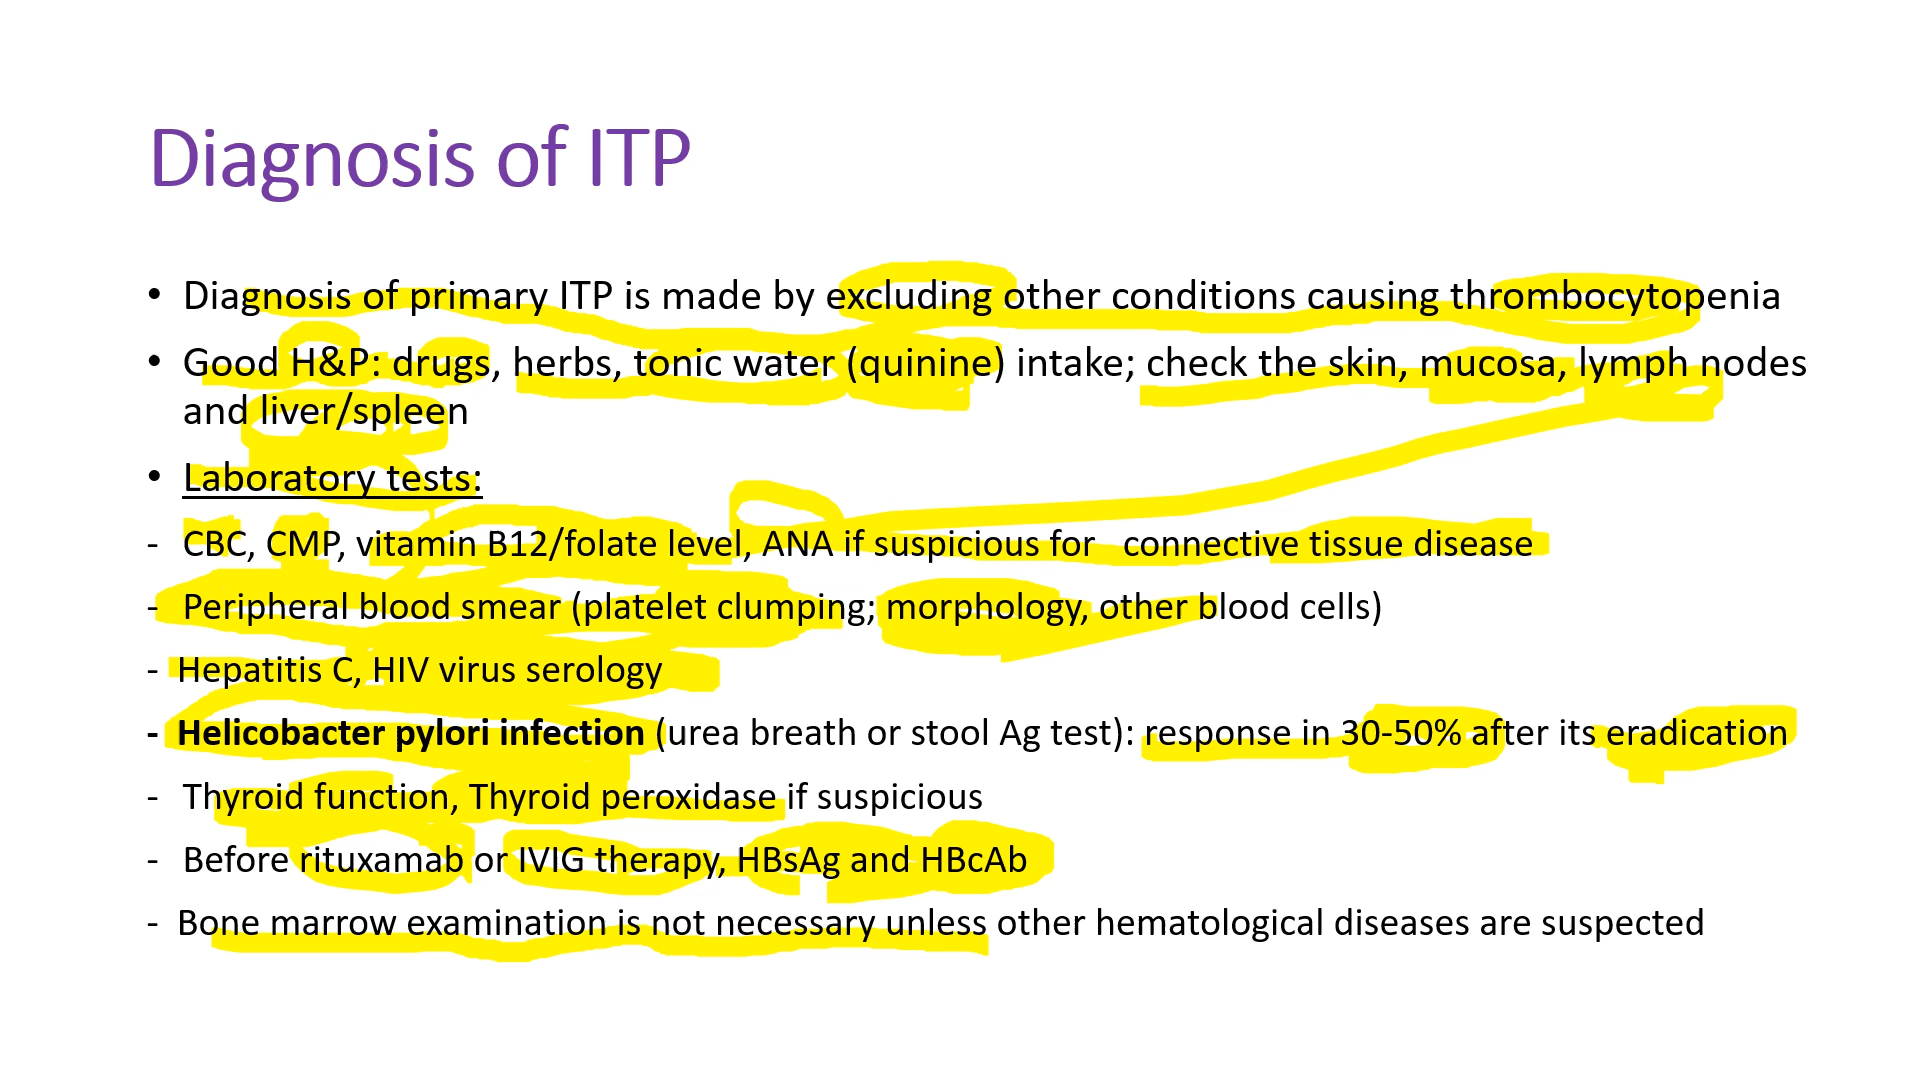 Diagnosis of ITP
• Diagnosis of primary ITP is made by excluding other conditions causing thrombocytopenia
• Good H&P: drugs, herbs, tonic water (quinine) intake; check the skin, mucosa, lymph nodes
and liver/spleen
• Laboratory tests:
- CBC, CMP, vitamin B12/folate level, ANA if suspicious for connective tissue disease
- Peripheral blood smear (platelet clumping; morphology, other blood cells)
- Hepatitis C, HIV virus serology
- Helicobacter pylori infection (urea breath or stool Ag test): response in 30-50% after its eradication
- Thyroid function, Thyroid peroxidase if suspicious
- Before rituxamab or IVIG therapy, HBsAg and HBcAb
- Bone marrow examination is not necessary unless other hematological diseases are suspected